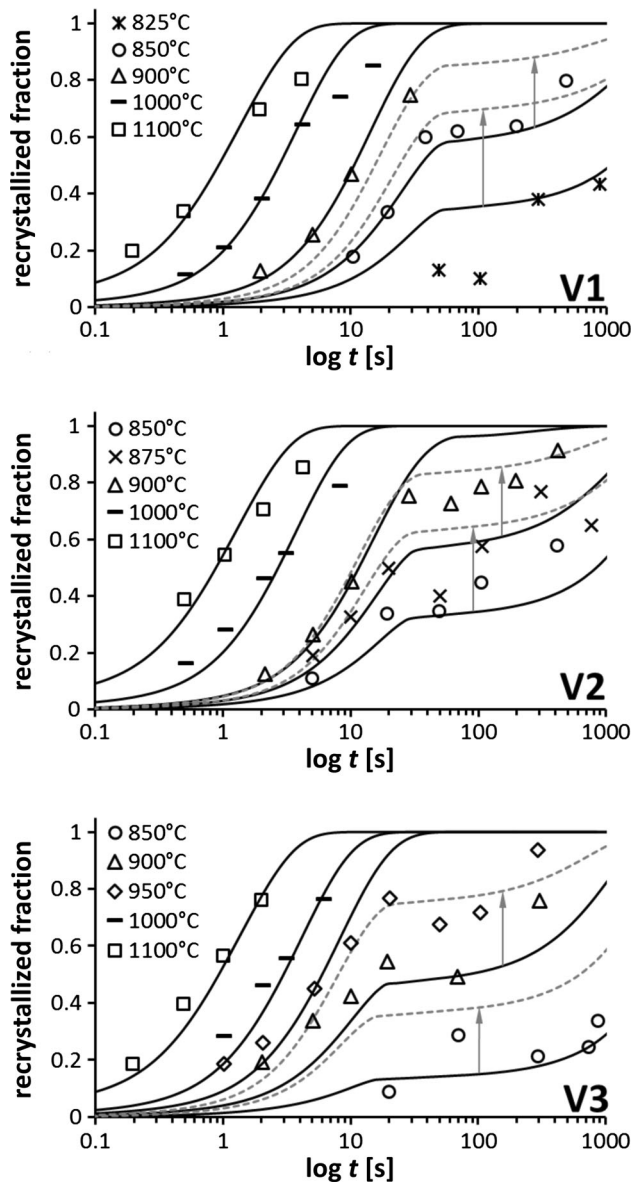 recrystallized fraction
1
0.8
0.6
0.4
0.2
0
825°C
850°C
900°C
1000°C
1100°C
V1
0.1 1 10 100 1000
log t [s]
recrystallized fraction
1
0.8
0.6
0.4
0.2
0
850°C
875°C
900°C
1000°C
1100°C
V2
0.1 1 10 100 1000
log t [s]
recrystallized fraction
1
0.8
0.6
0.4
0.2
0
850°C
900°C
950°C
1000°C
1100°C
V3
0.1 1 10 100 1000
log t [s]